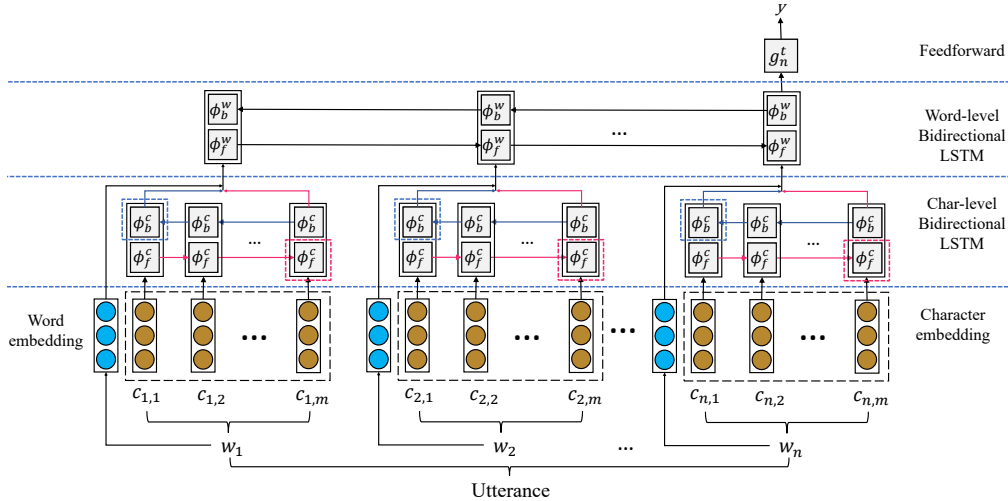 y
g_n^t
Feedforward
ϕ_b^w ϕ_b^w ϕ_b^w
ϕ_f^w ϕ_f^w ... ϕ_f^w
Word-level
Bidirectional
LSTM
ϕ_b^c ϕ_b^c ϕ_b^c ϕ_b^c ϕ_b^c ϕ_b^c ϕ_b^c ϕ_b^c ϕ_b^c
... ... ...
ϕ_f^c ϕ_f^c ϕ_f^c ϕ_f^c ϕ_f^c ϕ_f^c ϕ_f^c ϕ_f^c ϕ_f^c
Char-level
Bidirectional
LSTM
Word
embedding
... ... ... ... ...
Character
embedding
c_{1,1} c_{1,2} c_{1,m} c_{2,1} c_{2,2} c_{2,m} c_{n,1} c_{n,2} c_{n,m}
w_1 w_2 ... w_n
Utterance